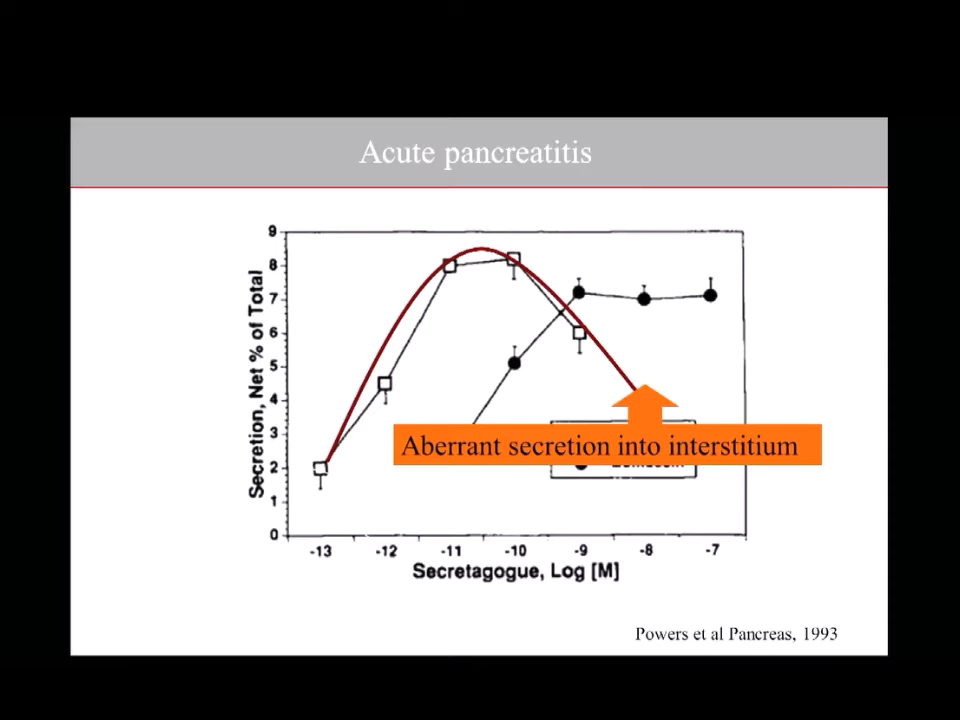 Acute pancreatitis
9
8
7
6
5
4
3
2
1
0
Secretion, Net % of Total
Aberrant secretion into interstitium
-13 -12 -11 -10 -9 -8 -7
Secretagogue, Log [M]
Powers et al Pancreas, 1993